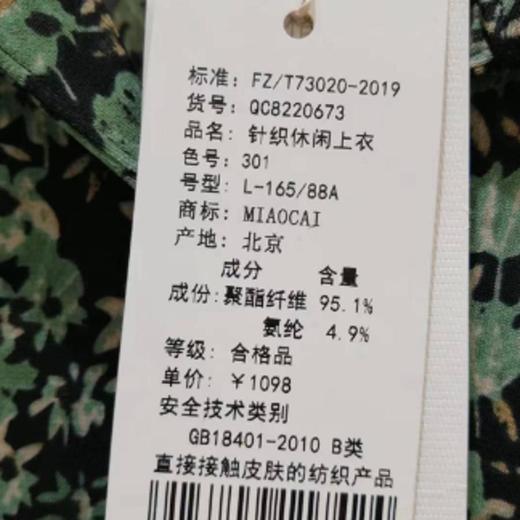 标准: FZ/T73020-2019
货号: QC8220673
品名: 针织休闲上衣
色号: 301
号型: L-165/88A
商标: MIAOCAI
产地: 北京
成分 含量
成份: 聚酯纤维 95.1%
氨纶 4.9%
等级: 合格品
单价: ¥1098
安全技术类别
GB18401-2010 B类
直接接触皮肤的纺织产品